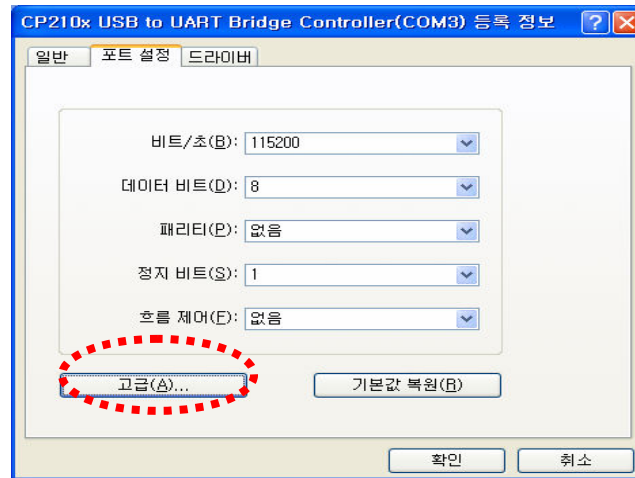 CP210x USB to UART Bridge Controller(COM3) 등록 정보
일반 포트 설정 드라이버
비트/초(B): 115200
데이터 비트(D): 8
패리티(P): 없음
정지 비트(S): 1
흐름 제어(F): 없음
고급(A)... 기본값 복원(R)
확인 취소